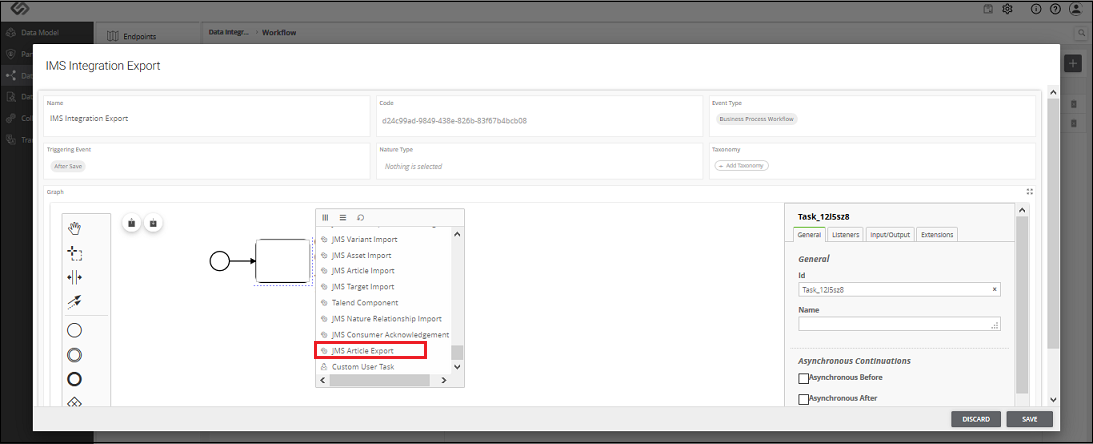 Data Model
Endpoints
Data Integr... › Workflow
IMS Integration Export
Name
Code
Event Type
IMS Integration Export
d24c99ad-9849-438e-826b-83f67b4bcb08
Business Process Workflow
Triggering Event
Nature Type
Taxonomy
After Save
Nothing is selected
+ Add Taxonomy
Graph
Task_12l5sz8
General
Listeners
Input/Output
Extensions
General
Id
Task_12l5sz8 ×
Name
Asynchronous Continuations
Asynchronous Before
Asynchronous After
JMS Variant Import
JMS Asset Import
JMS Article Import
JMS Target Import
Talend Component
JMS Nature Relationship Import
JMS Consumer Acknowledgement
JMS Article Export
Custom User Task
DISCARD
SAVE